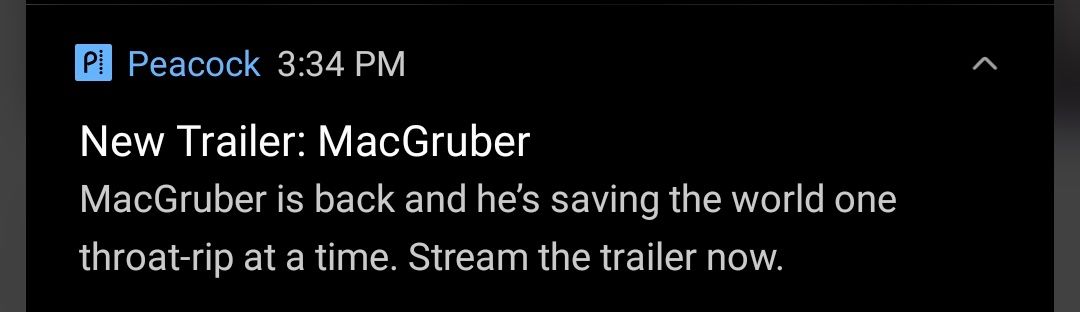 P Peacock 3:34 PM
New Trailer: MacGruber
MacGruber is back and he’s saving the world one
throat-rip at a time. Stream the trailer now.